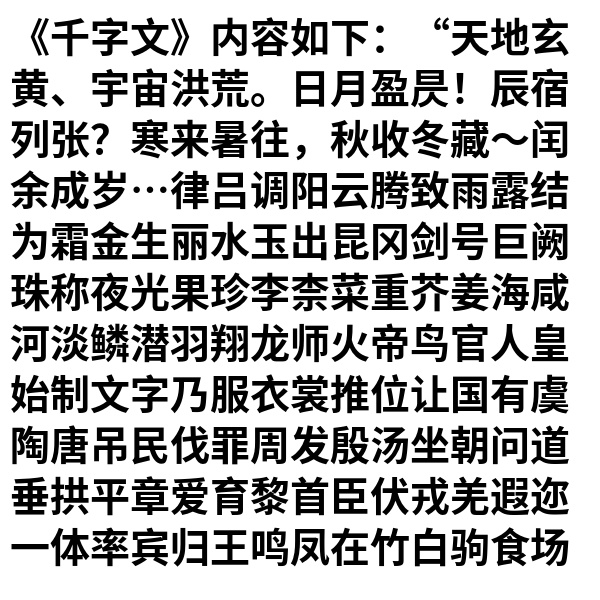 《千字文》内容如下：“天地玄
黄、宇宙洪荒。日月盈昃！辰宿
列张？寒来暑往，秋收冬藏～闰
余成岁…律吕调阳云腾致雨露结
为霜金生丽水玉出昆冈剑号巨阙
珠称夜光果珍李柰菜重芥姜海咸
河淡鳞潜羽翔龙师火帝鸟官人皇
始制文字乃服衣裳推位让国有虞
陶唐吊民伐罪周发殷汤坐朝问道
垂拱平章爱育黎首臣伏戎羌遐迩
一体率宾归王鸣凤在竹白驹食场